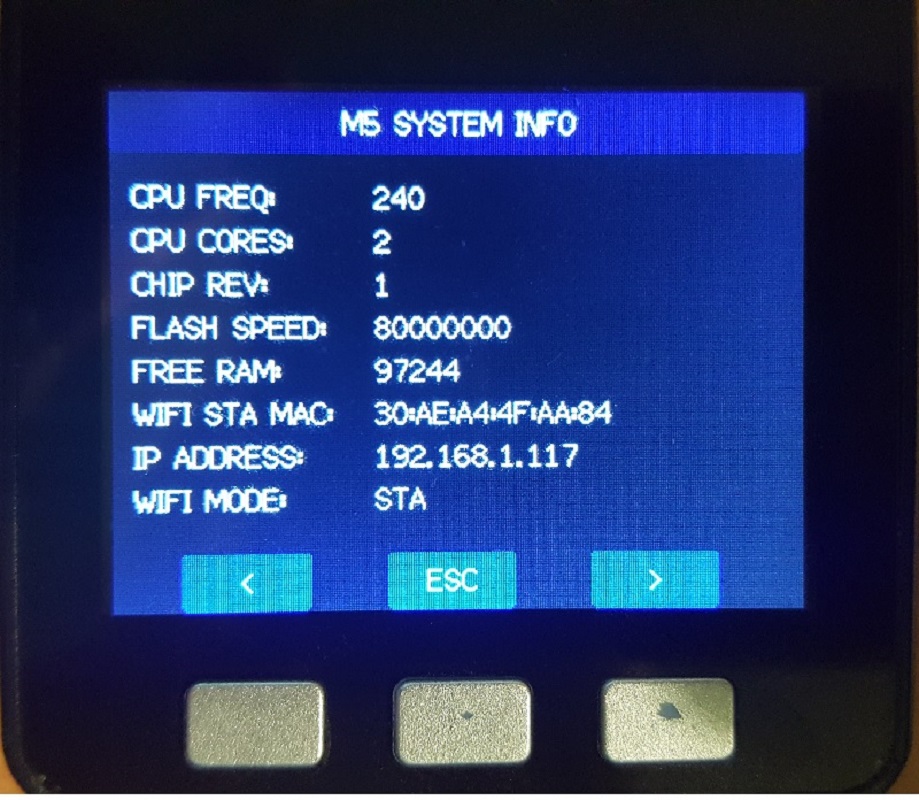 M5 SYSTEM INFO
CPU FREQ: 240
CPU CORES: 2
CHIP REV: 1
FLASH SPEED: 80000000
FREE RAM: 97244
WIFI STA MAC: 30:AE:A4:4F:AA:84
IP ADDRESS: 192.168.1.117
WIFI MODE: STA
< ESC >